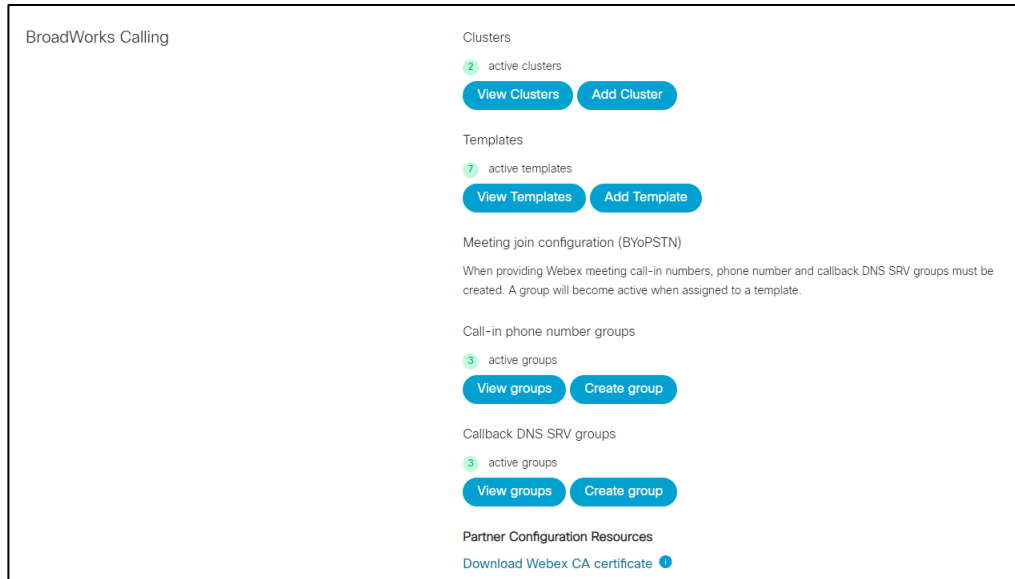 BroadWorks Calling
Clusters
2 active clusters
View Clusters Add Cluster
Templates
7 active templates
View Templates Add Template
Meeting join configuration (BYoPSTN)
When providing Webex meeting call-in numbers, phone number and callback DNS SRV groups must be
created. A group will become active when assigned to a template.
Call-in phone number groups
3 active groups
View groups Create group
Callback DNS SRV groups
3 active groups
View groups Create group
Partner Configuration Resources
Download Webex CA certificate i